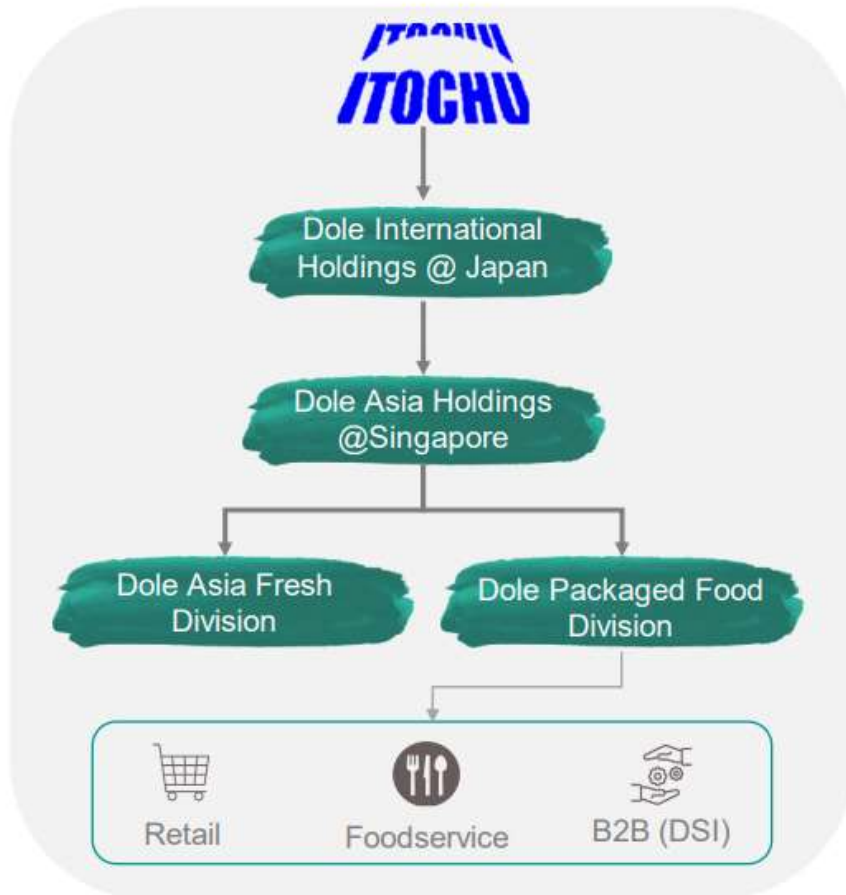 ITOCHU
ITOCHU
Dole International
Holdings @ Japan
Dole Asia Holdings
@Singapore
Dole Asia Fresh
Division
Dole Packaged Food
Division
Retail
Foodservice
B2B (DSI)